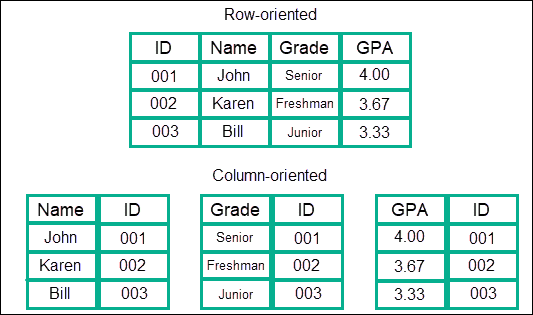 Row-oriented
ID Name Grade GPA
001 John Senior 4.00
002 Karen Freshman 3.67
003 Bill Junior 3.33
Column-oriented
Name ID Grade ID GPA ID
John 001 Senior 001 4.00 001
Karen 002 Freshman 002 3.67 002
Bill 003 Junior 003 3.33 003